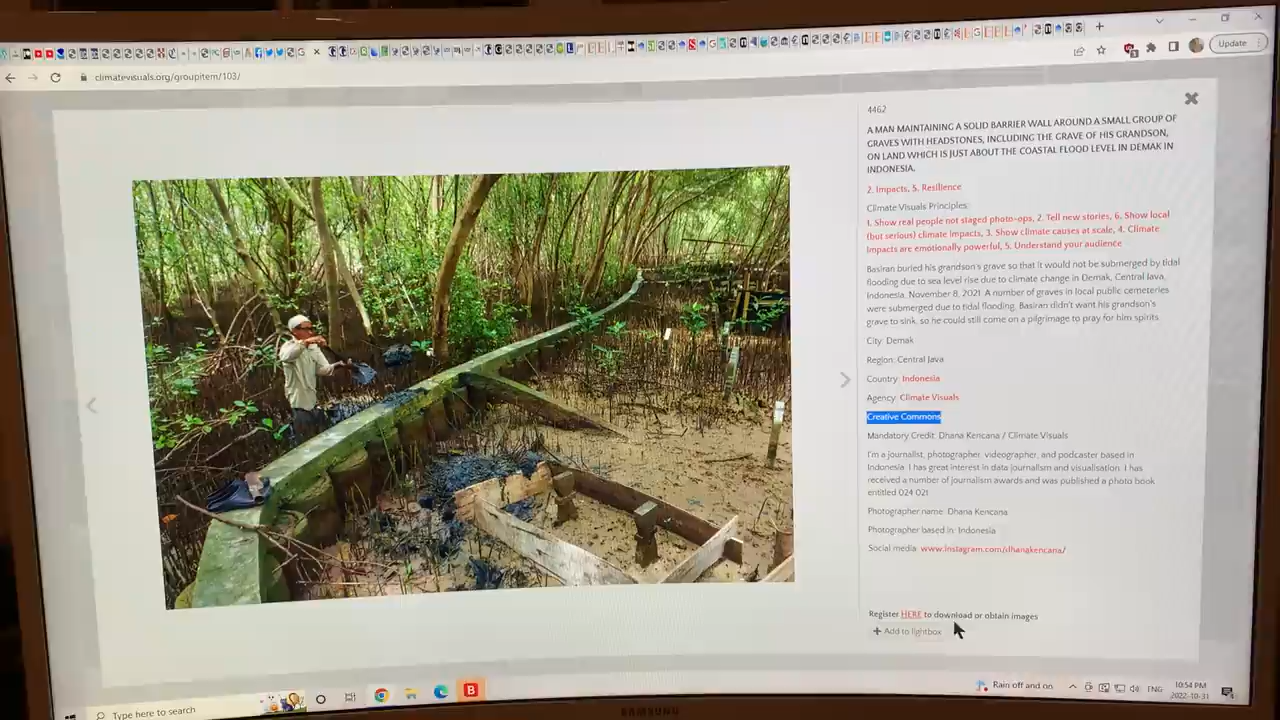 Update
climatevisuals.org/groupitem/103/
4462
A MAN MAINTAINING A SOLID BARRIER WALL AROUND A SMALL GROUP OF
GRAVES WITH HEADSTONES, INCLUDING THE GRAVE OF HIS GRANDSON,
ON LAND WHICH IS JUST ABOUT THE COASTAL FLOOD LEVEL IN DEMAK IN
INDONESIA.
2. Impacts, 5. Resilience
Climate Visuals Principles:
1. Show real people not staged photo-ops, 2. Tell new stories, 6. Show local
(but serious) climate impacts, 3. Show climate causes at scale, 4. Climate
Impacts are emotionally powerful, 5. Understand your audience
Basiran buried his grandson's grave so that it would not be submerged by tidal
flooding due to sea level rise due to climate change in Demak, Central Java,
Indonesia, November 8, 2021. A number of graves in local public cemeteries
were submerged due to tidal flooding. Basiran didn't want his grandson's
grave to sink, so he could still come on a pilgrimage to pray for him spirits.
City: Demak
Region: Central Java
Country: Indonesia
Agency: Climate Visuals
Creative Commons
Mandatory Credit: Dhana Kencana / Climate Visuals
I'm a journalist, photographer, videographer, and podcaster based in
Indonesia. I has great interest in data journalism and visualisation. I has
received a number of journalism awards and was published a photo book
entitled 024 021
Photographer name: Dhana Kencana
Photographer based in: Indonesia
Social media: www.instagram.com/dhanakencana/
Register HERE to download or obtain images
+ Add to lightbox
Type here to search
Rain off and on
ENG
10:54 PM
2022-10-31
SAMSUNG